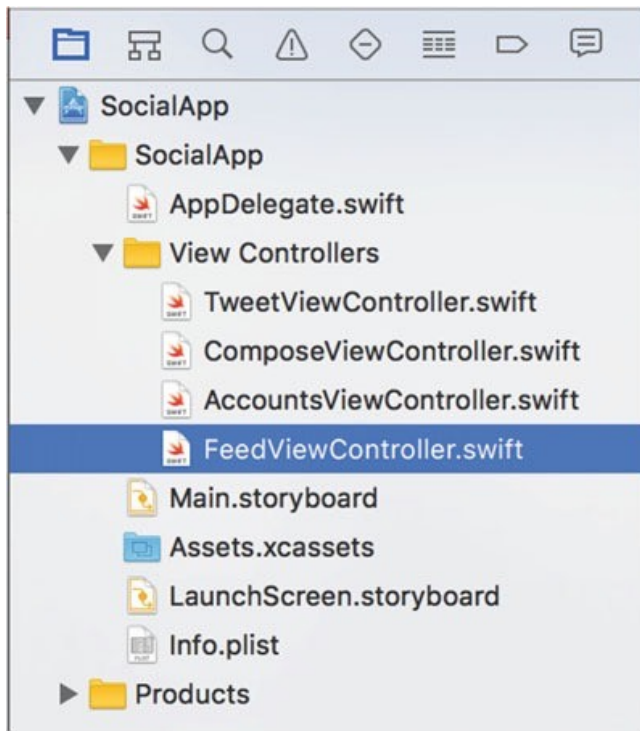 SocialApp
SocialApp
AppDelegate.swift
View Controllers
TweetViewController.swift
ComposeViewController.swift
AccountsViewController.swift
FeedViewController.swift
Main.storyboard
Assets.xcassets
LaunchScreen.storyboard
Info.plist
Products